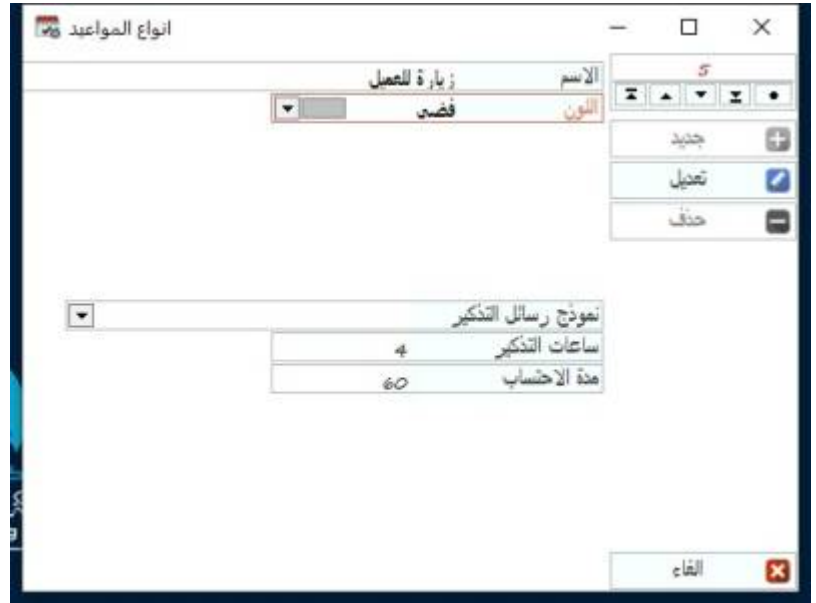 انواع المواعيد
5
الاسم زيارة للعميل
اللون فضى
جديد
تعديل
حذف
نموذج رسائل التذكير
ساعات التذكير 4
مدة الاحتساب 60
الغاء